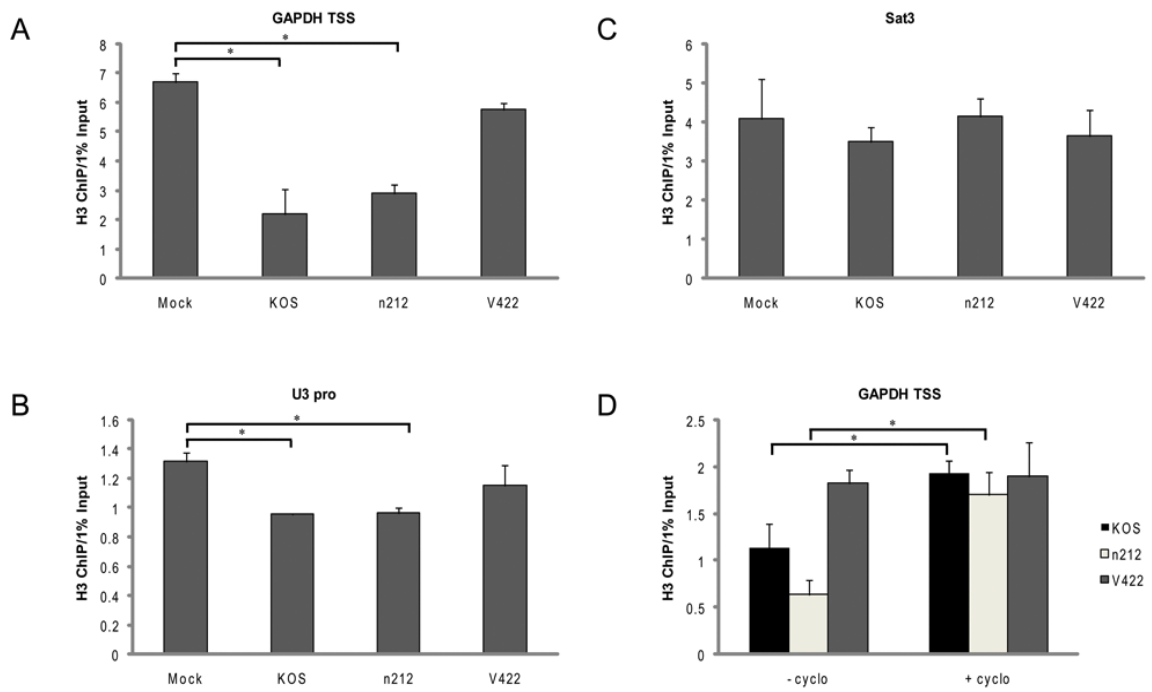 A
GAPDH TSS
H3 ChIP/1% Input
8
7
6
5
4
3
2
1
0
*
*
Mock KOS n212 V422
C
Sat3
H3 ChIP/1% Input
6
5
4
3
2
1
0
Mock KOS n212 V422
B
U3 pro
H3 ChIP/1% Input
1.6
1.4
1.2
1
0.8
0.6
0.4
0.2
0
*
*
Mock KOS n212 V422
D
GAPDH TSS
H3 ChIP/1% Input
2.5
2
1.5
1
0.5
0
*
*
- cyclo + cyclo
KOS
n212
V422